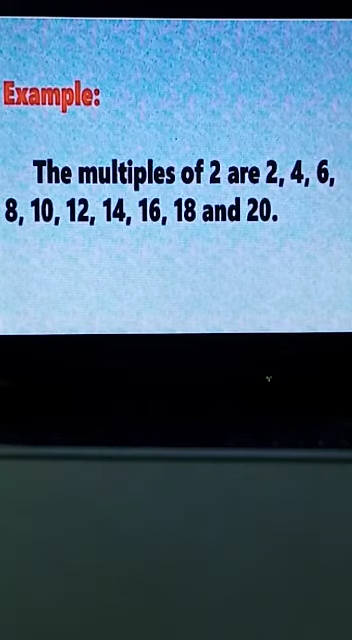 Example:
The multiples of 2 are 2, 4, 6,
8, 10, 12, 14, 16, 18 and 20.